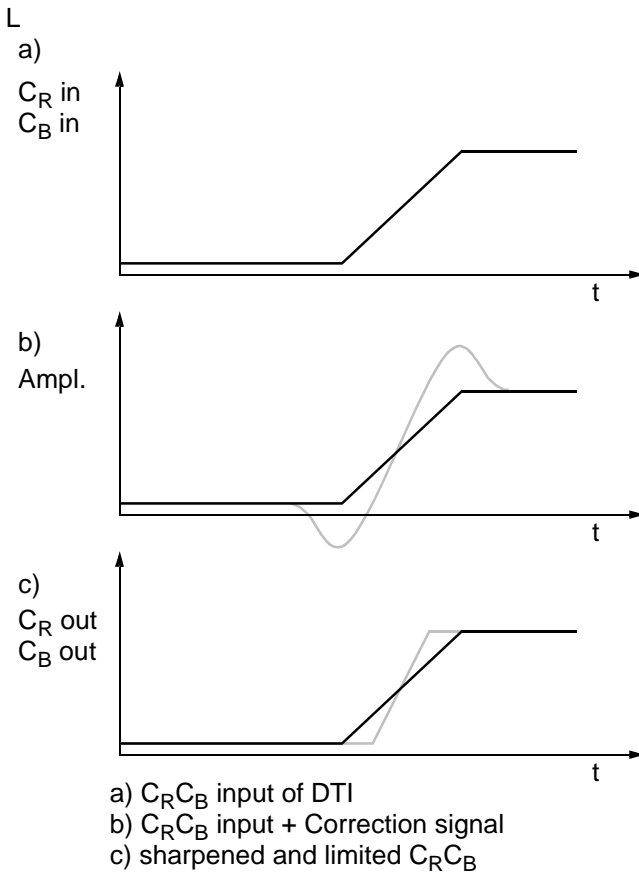 L
a)
C_R in
C_B in
t
b)
Ampl.
t
c)
C_R out
C_B out
t
a) C_RC_B input of DTI
b) C_RC_B input + Correction signal
c) sharpened and limited C_RC_B